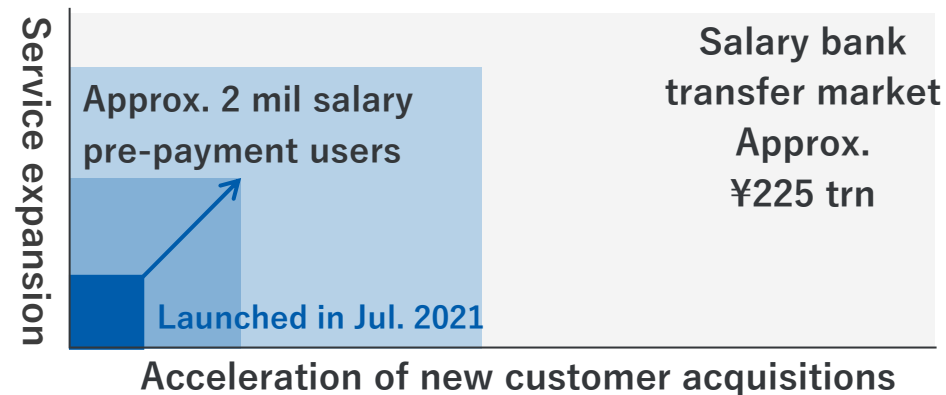 Service expansion
Approx. 2 mil salary
pre-payment users
Salary bank
transfer market
Approx.
¥225 trn
Launched in Jul. 2021
Acceleration of new customer acquisitions